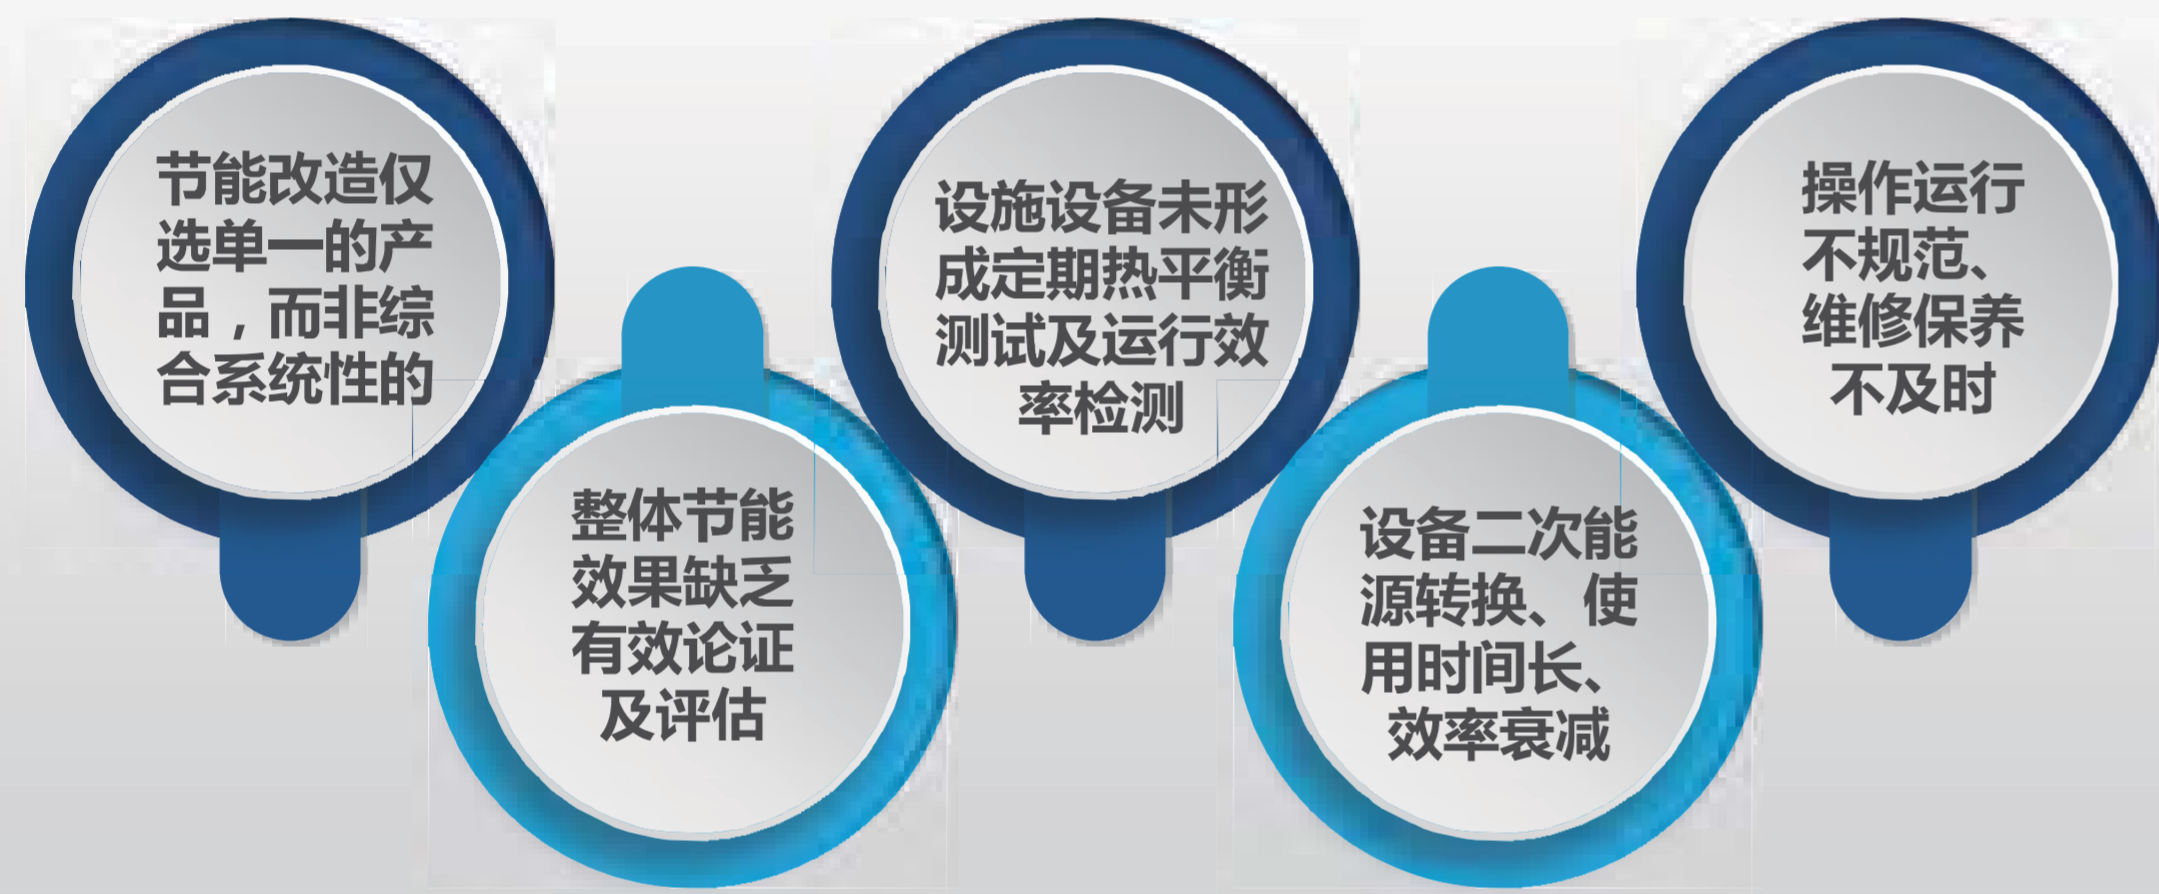 节能改造仅
选单一的产
品，而非综
合系统性的
整体节能
效果缺乏
有效论证
及评估
设施设备未形
成定期热平衡
测试及运行效
率检测
设备二次能
源转换、使
用时间长、
效率衰减
操作运行
不规范、
维修保养
不及时